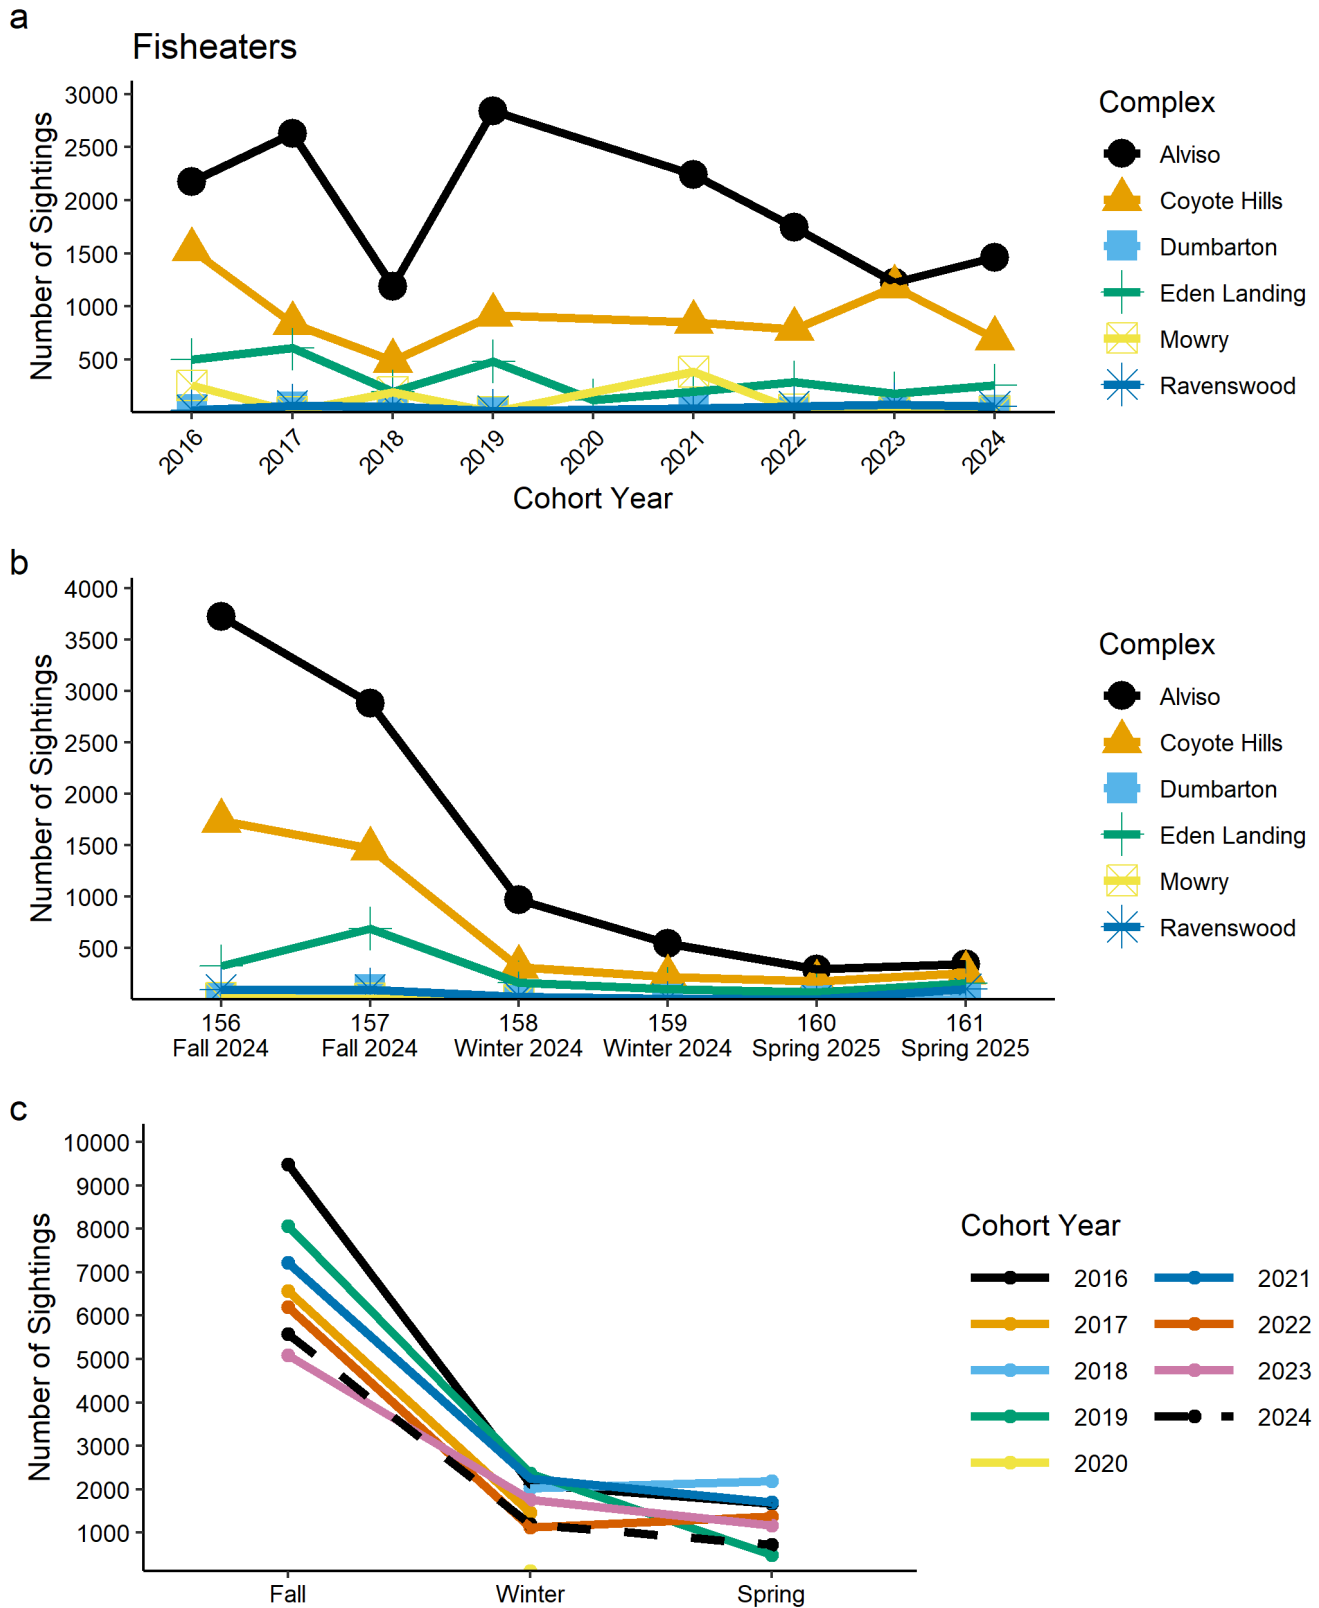 a
Fisheaters
Number of Sightings
3000
2500
2000
1500
1000
500
2016
2017
2018
2019
2020
2021
2022
2023
2024
Cohort Year
Complex
Alviso
Coyote Hills
Dumbarton
Eden Landing
Mowry
Ravenswood
b
Number of Sightings
4000
3500
3000
2500
2000
1500
1000
500
156
Fall 2024
157
Fall 2024
158
Winter 2024
159
Winter 2024
160
Spring 2025
161
Spring 2025
Complex
Alviso
Coyote Hills
Dumbarton
Eden Landing
Mowry
Ravenswood
c
Number of Sightings
10000
9000
8000
7000
6000
5000
4000
3000
2000
1000
Fall
Winter
Spring
Cohort Year
2016
2017
2018
2019
2020
2021
2022
2023
2024